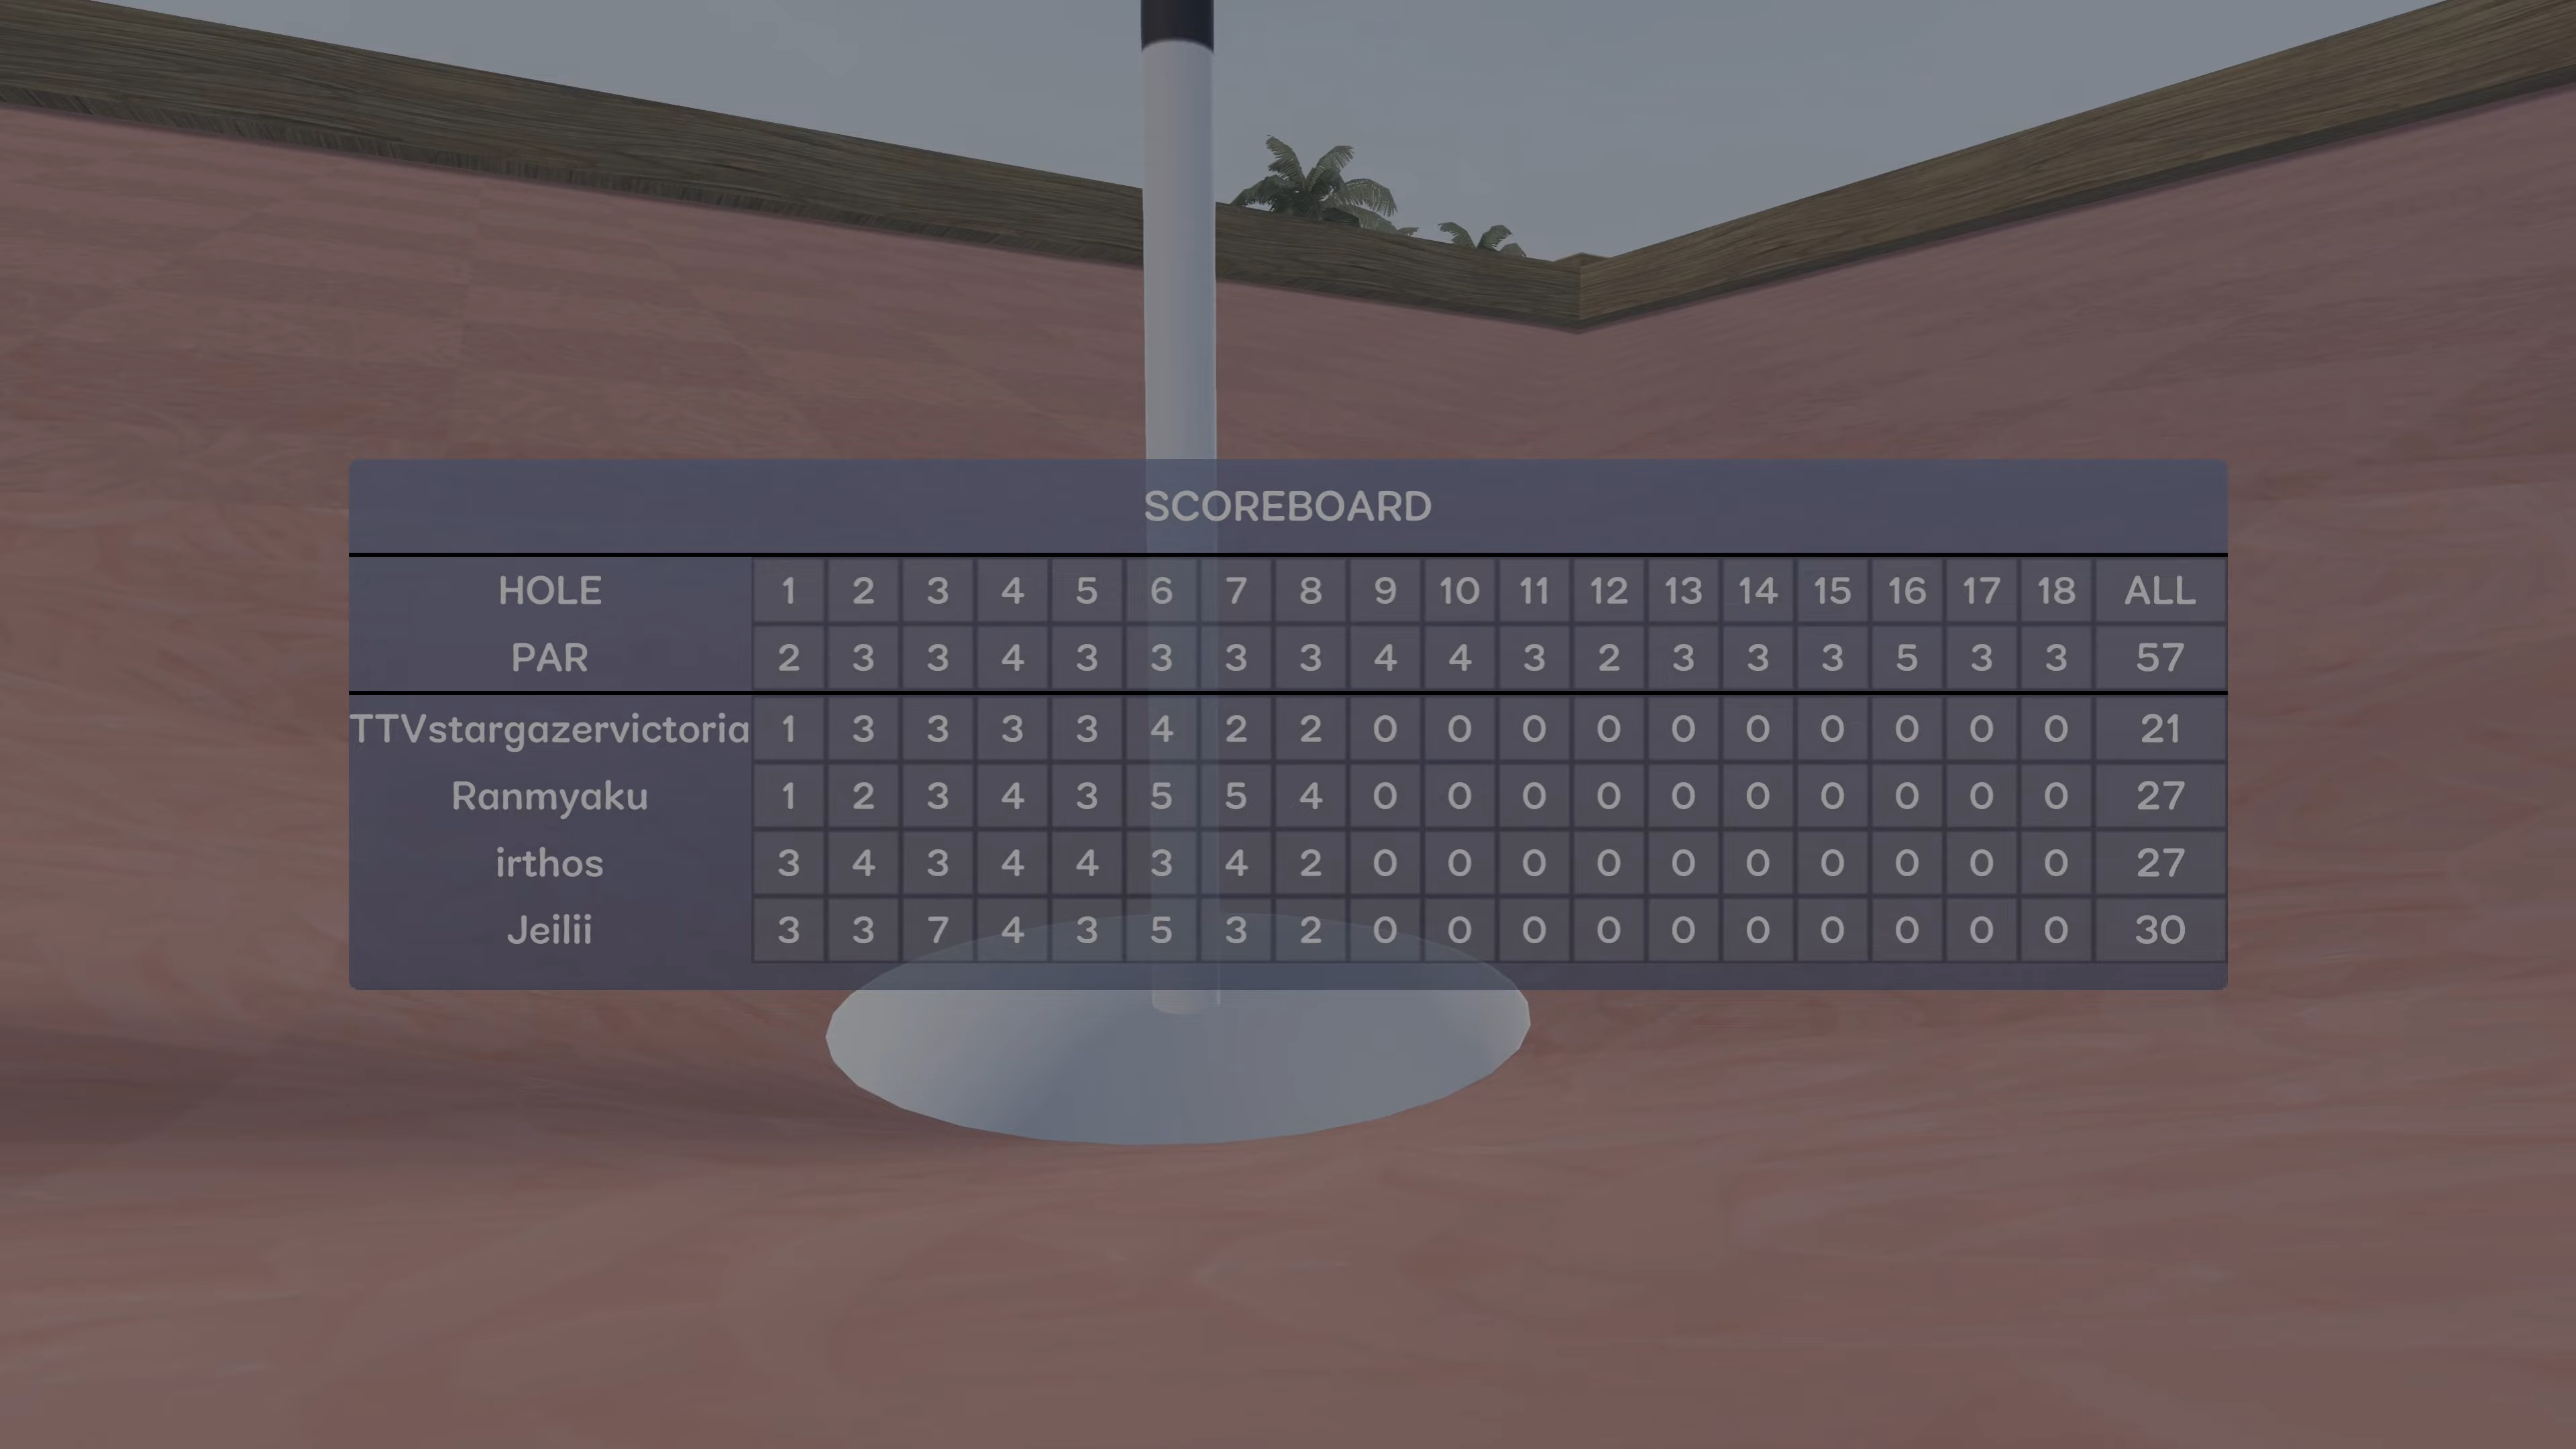 SCOREBOARD
HOLE 1 2 3 4 5 6 7 8 9 10 11 12 13 14 15 16 17 18 ALL
PAR 2 3 3 4 3 3 3 3 4 4 3 2 3 3 3 5 3 3 57
TTVstargazervictoria 1 3 3 3 3 4 2 2 0 0 0 0 0 0 0 0 0 0 21
Ranmyaku 1 2 3 4 3 5 5 4 0 0 0 0 0 0 0 0 0 0 27
irthos 3 4 3 4 4 3 4 2 0 0 0 0 0 0 0 0 0 0 27
Jeilii 3 3 7 4 3 5 3 2 0 0 0 0 0 0 0 0 0 0 30